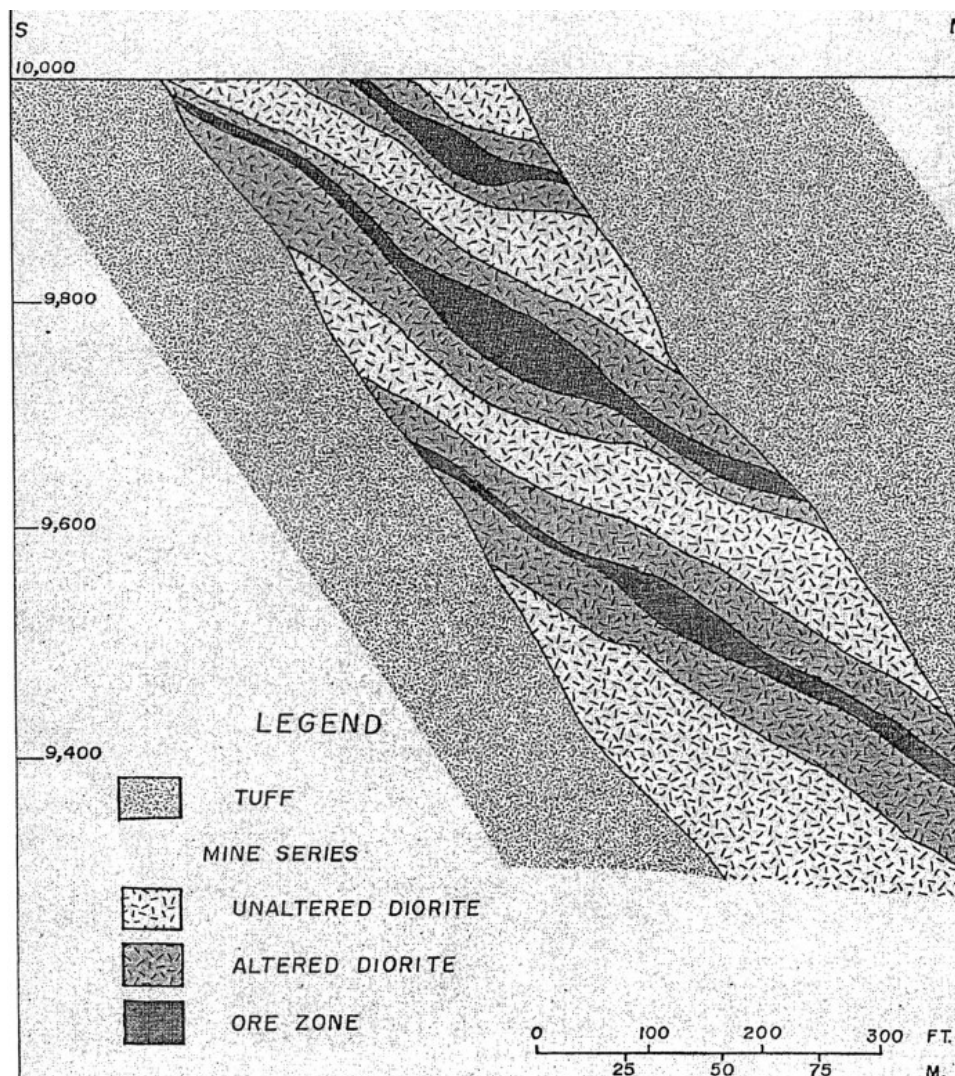 S
10,000
9,800
9,600
9,400
LEGEND
TUFF
MINE SERIES
UNALTERED DIORITE
ALTERED DIORITE
ORE ZONE
0 100 200 300 FT.
25 50 75 M.